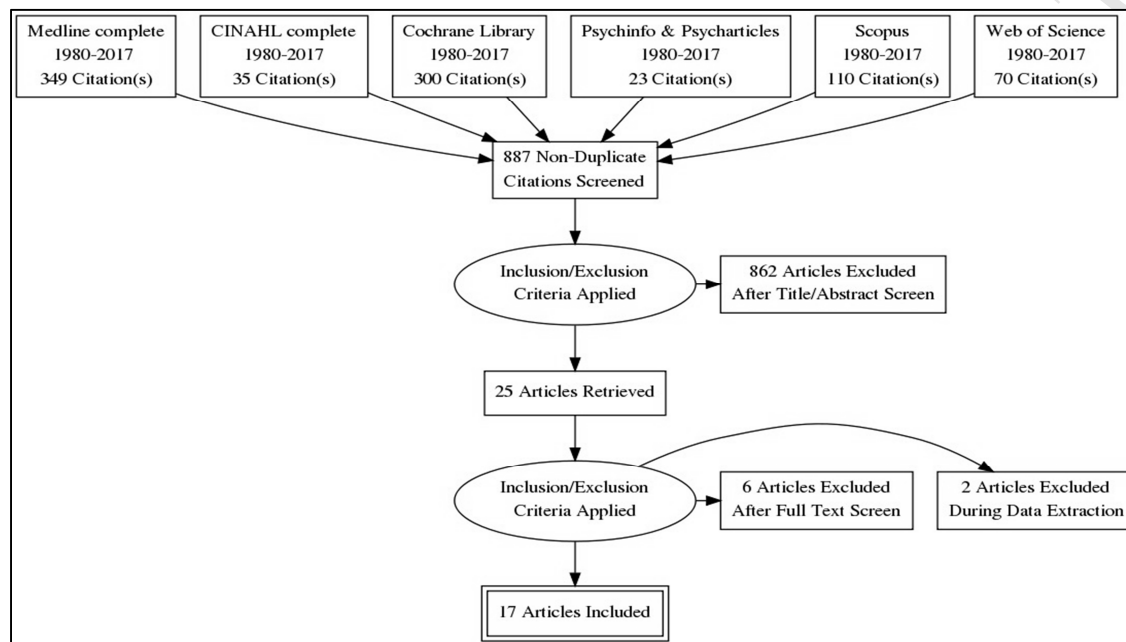 Medline complete
1980-2017
349 Citation(s)
CINAHL complete
1980-2017
35 Citation(s)
Cochrane Library
1980-2017
300 Citation(s)
Psychinfo & Psycharticles
1980-2017
23 Citation(s)
Scopus
1980-2017
110 Citation(s)
Web of Science
1980-2017
70 Citation(s)
887 Non-Duplicate
Citations Screened
Inclusion/Exclusion
Criteria Applied
862 Articles Excluded
After Title/Abstract Screen
25 Articles Retrieved
Inclusion/Exclusion
Criteria Applied
6 Articles Excluded
After Full Text Screen
2 Articles Excluded
During Data Extraction
17 Articles Included